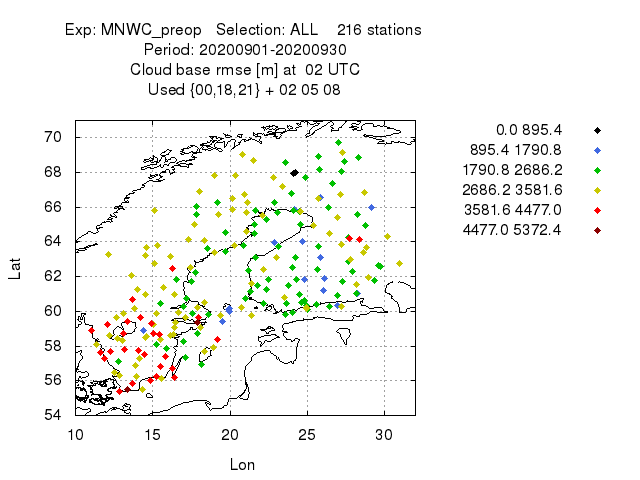 Exp: MNWC_preop   Selection: ALL    216 stations
Period: 20200901-20200930
Cloud base rmse [m] at  02 UTC
Used {00,18,21} + 02 05 08
0.0 895.4
895.4 1790.8
1790.8 2686.2
2686.2 3581.6
3581.6 4477.0
4477.0 5372.4
70
68
66
64
62
60
58
56
54
Lat
10 15 20 25 30
Lon